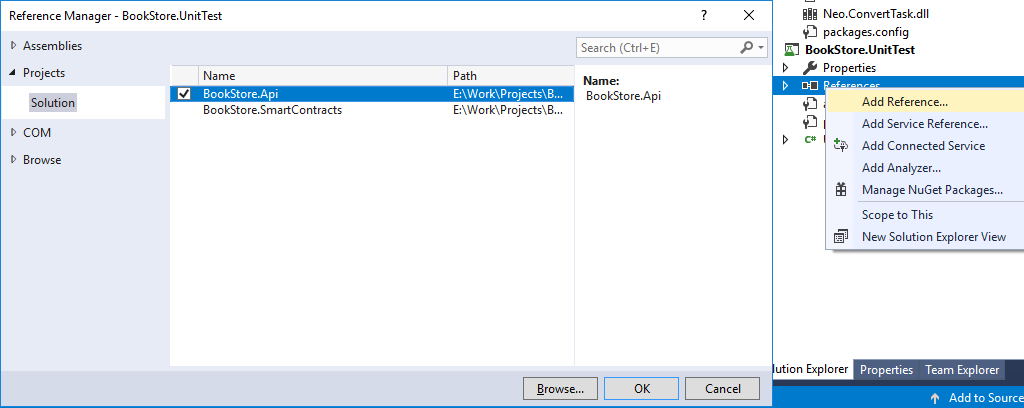 Reference Manager - BookStore.UnitTest
?
Assemblies
Projects
Solution
COM
Browse
Search (Ctrl+E)
Name Path
BookStore.Api E:\Work\Projects\B...
BookStore.SmartContracts E:\Work\Projects\B...
Name:
BookStore.Api
Browse...
OK
Cancel
Neo.ConvertTask.dll
packages.config
BookStore.UnitTest
Properties
References
Add Reference...
Add Service Reference...
Add Connected Service
Add Analyzer...
Manage NuGet Packages...
Scope to This
New Solution Explorer View
C#
lution Explorer Properties Team Explorer
Add to Source